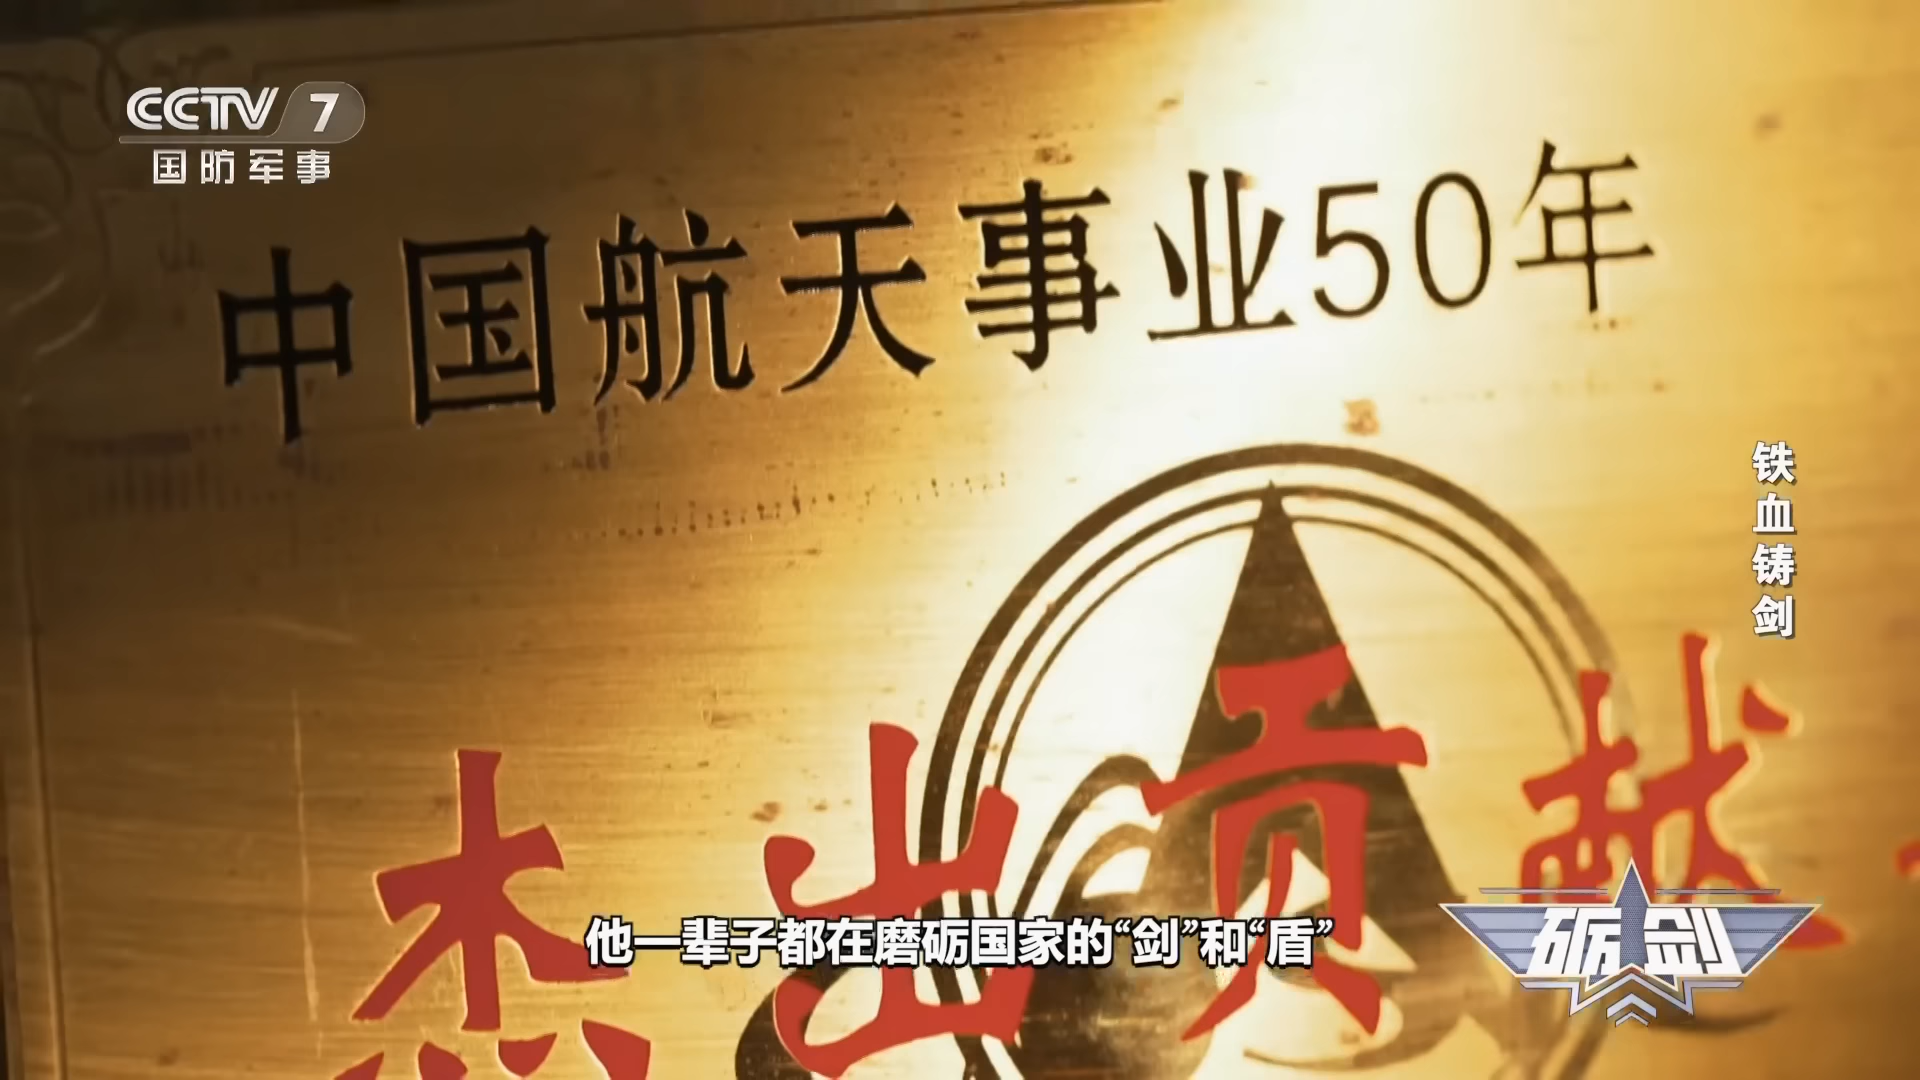 CCTV 7
国防军事
中国航天事业50年
铁血铸剑
杰出贡献
他一辈子都在磨砺国家的“剑”和“盾”
砺剑